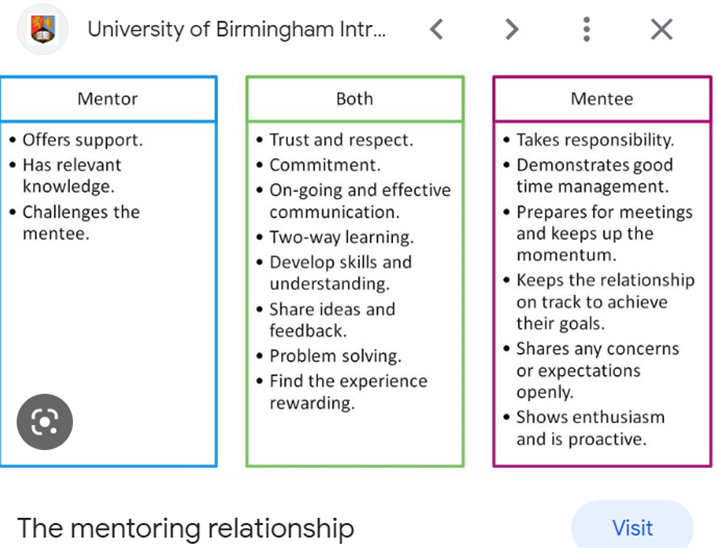 University of Birmingham Intr...
Mentor
• Offers support.
• Has relevant
knowledge.
• Challenges the
mentee.
Both
• Trust and respect.
• Commitment.
• On-going and effective
communication.
• Two-way learning.
• Develop skills and
understanding.
• Share ideas and
feedback.
• Problem solving.
• Find the experience
rewarding.
Mentee
• Takes responsibility.
• Demonstrates good
time management.
• Prepares for meetings
and keeps up the
momentum.
• Keeps the relationship
on track to achieve
their goals.
• Shares any concerns
or expectations
openly.
• Shows enthusiasm
and is proactive.
The mentoring relationship
Visit